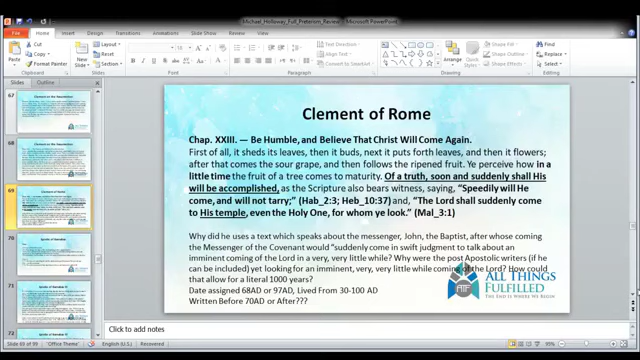 Michael_Holloway_Full_Preterism_Review - Microsoft PowerPoint
File Home Insert Design Transitions Animations Slide Show Review View
Paste
Cut
Copy
Format Painter
Clipboard
New Slide
Layout
Reset
Section
Slides
Font
Paragraph
Text Direction
Align Text
Convert to SmartArt
Arrange
Quick Styles
Shape Fill
Shape Outline
Shape Effects
Drawing
Find
Replace
Select
Editing
Slides Outline
67
68
69
70
71
72
Clement of Rome
Chap. XXIII. — Be Humble, and Believe That Christ Will Come Again.
First of all, it sheds its leaves, then it buds, next it puts forth leaves, and then it flowers;
after that comes the sour grape, and then follows the ripened fruit. Ye perceive how in a
little time the fruit of a tree comes to maturity. Of a truth, soon and suddenly shall His
will be accomplished, as the Scripture also bears witness, saying, "Speedily will He
come, and will not tarry;" (Hab_2:3; Heb_10:37) and, "The Lord shall suddenly come
to His temple, even the Holy One, for whom ye look." (Mal_3:1)
Why did he uses a text which speaks about the messenger, John, the Baptist, after whose coming
the Messenger of the Covenant would "suddenly come in swift judgment to talk about an
imminent coming of the Lord in a very, very little while? Why were the post Apostolic writers (if he
can be included) yet looking for an imminent, very, very little while coming of the Lord? How could
that allow for a literal 1000 years?
Date assigned 68AD or 97AD, Lived From 30-100 AD
Written Before 70AD or After???
ATF
ALL THINGS
FULFILLED
THE END IS WHERE WE BEGIN
Click to add notes
Slide 69 of 99 "Office Theme" English (U.S.) Recovered 99%